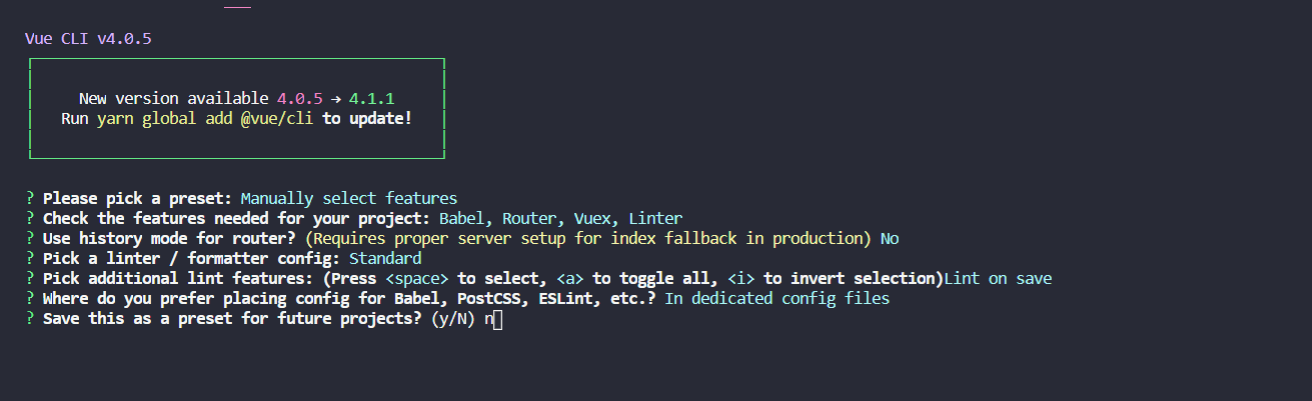 Vue CLI v4.0.5
New version available 4.0.5 → 4.1.1
Run yarn global add @vue/cli to update!
? Please pick a preset: Manually select features
? Check the features needed for your project: Babel, Router, Vuex, Linter
? Use history mode for router? (Requires proper server setup for index fallback in production) No
? Pick a linter / formatter config: Standard
? Pick additional lint features: (Press <space> to select, <a> to toggle all, <i> to invert selection)Lint on save
? Where do you prefer placing config for Babel, PostCSS, ESLint, etc.? In dedicated config files
? Save this as a preset for future projects? (y/N) n